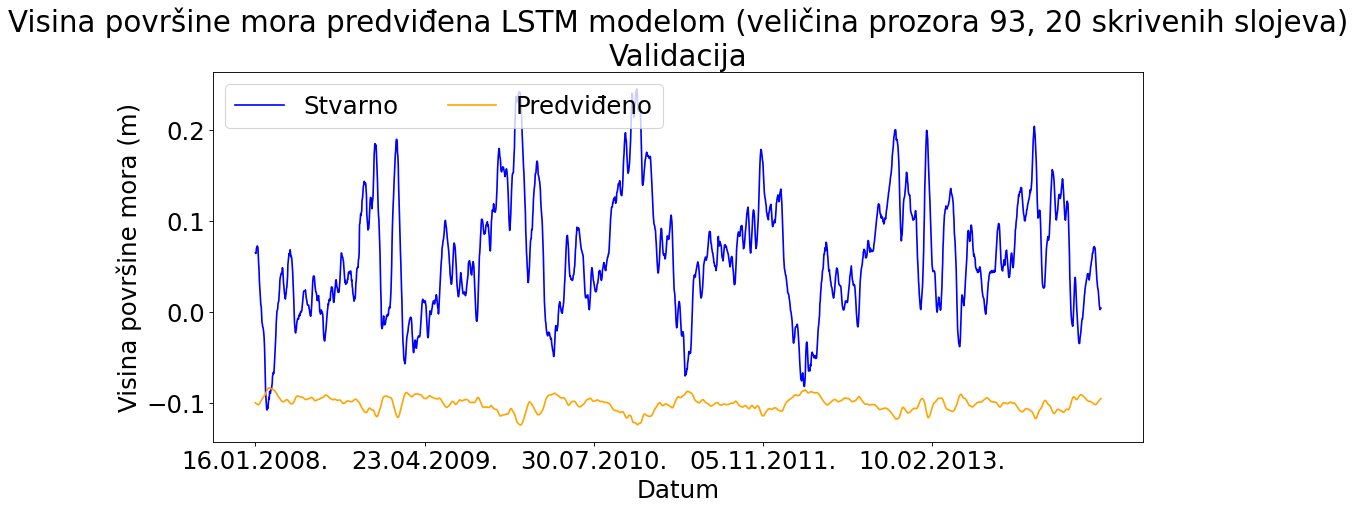 Visina površine mora predviđena LSTM modelom (veličina prozora 93, 20 skrivenih slojeva)
Validacija
Stvarno
Predviđeno
Visina površine mora (m)
0.2
0.1
0.0
−0.1
16.01.2008.
23.04.2009.
30.07.2010.
05.11.2011.
10.02.2013.
Datum